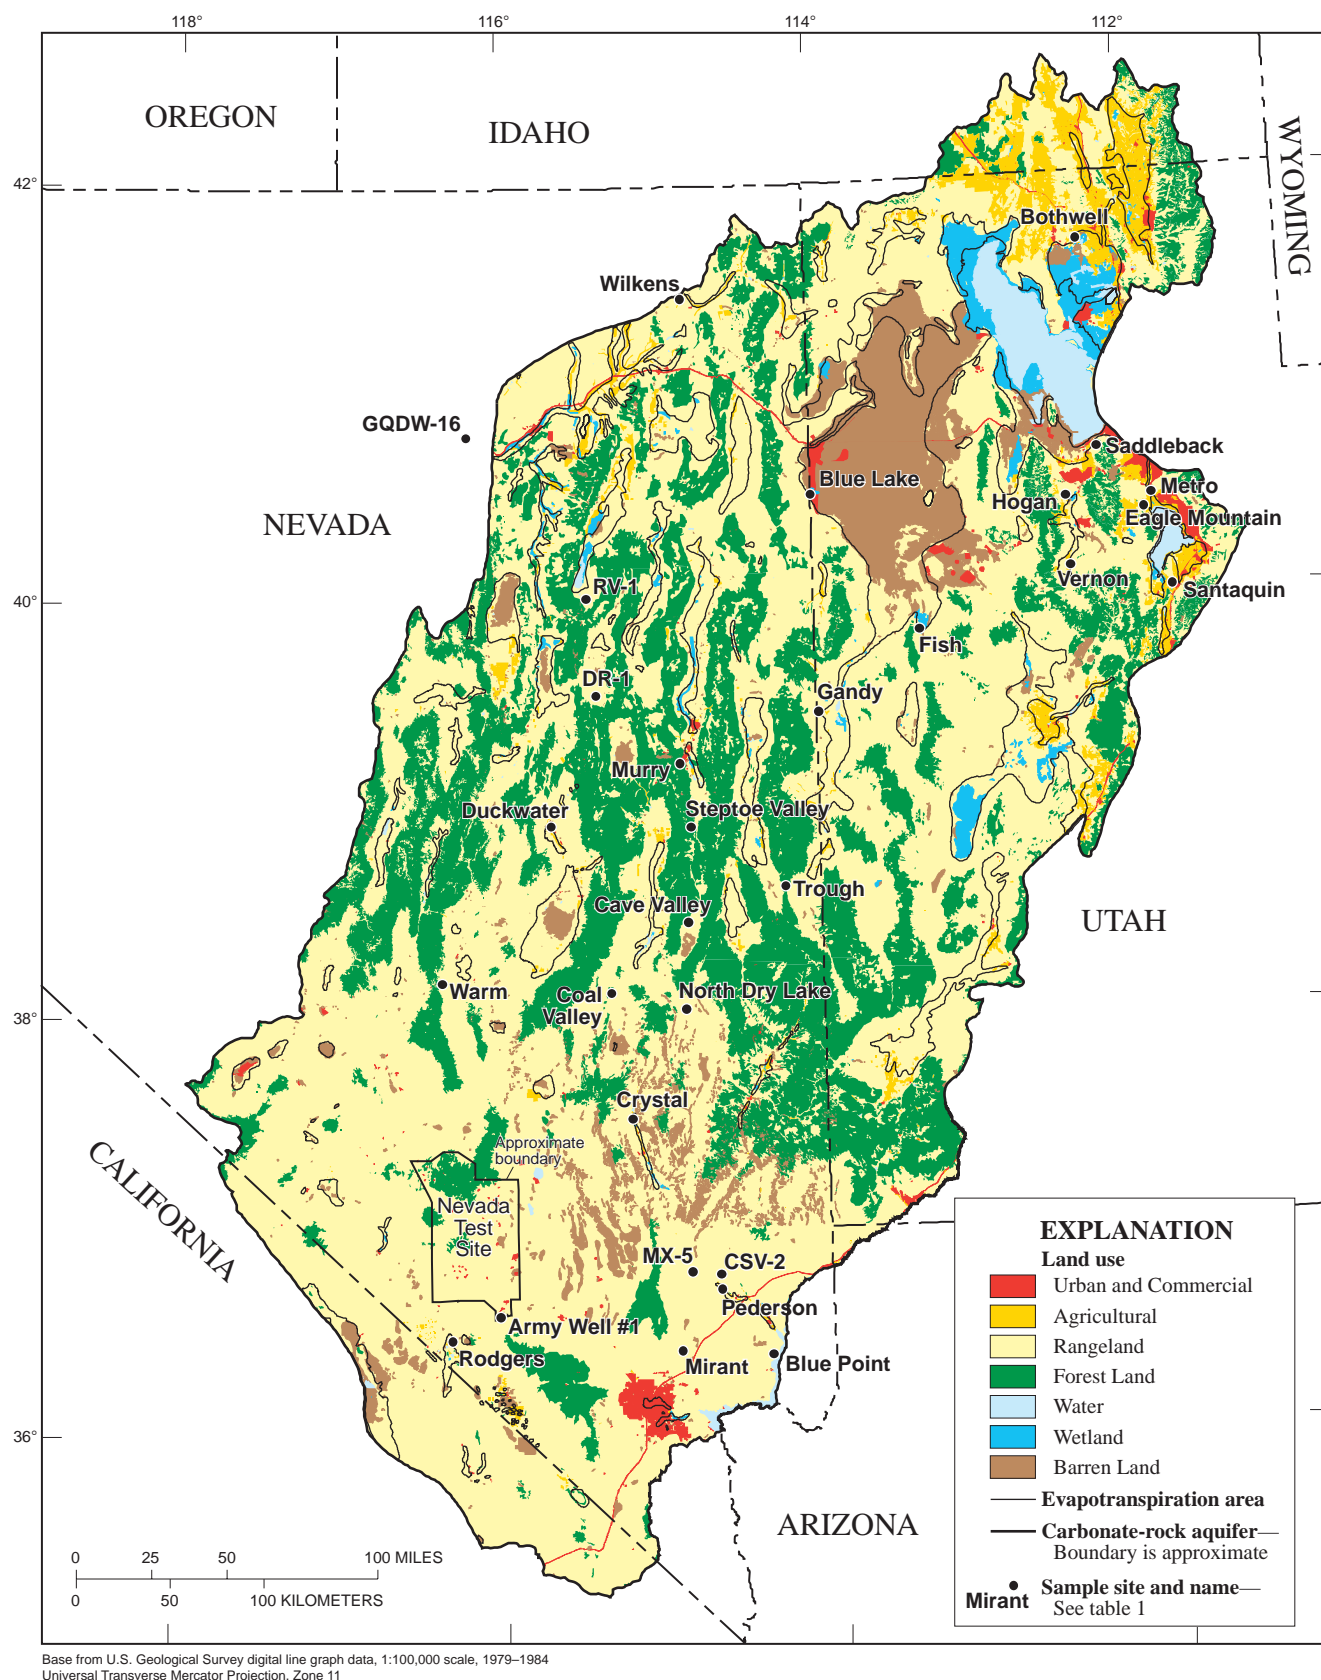 118°
116°
114°
112°
OREGON
IDAHO
WYOMING
42°
Bothwell
Wilkens
GQDW-16
Saddleback
Blue Lake
Metro
Hogan
NEVADA
Eagle Mountain
Vernon
RV-1
Santaquin
40°
Fish
DR-1
Gandy
Murry
Duckwater
Steptoe Valley
Trough
Cave Valley
UTAH
Warm
Coal
Valley
North Dry Lake
38°
Crystal
Approximate
boundary
CALIFORNIA
Nevada
Test
Site
MX-5
CSV-2
Pederson
Army Well #1
Rodgers
Mirant
Blue Point
36°
ARIZONA
EXPLANATION
Land use
Urban and Commercial
Agricultural
Rangeland
Forest Land
Water
Wetland
Barren Land
Evapotranspiration area
Carbonate-rock aquifer—
Boundary is approximate
Mirant Sample site and name—
See table 1
0 25 50 100 MILES
0 50 100 KILOMETERS
Base from U.S. Geological Survey digital line graph data, 1:100,000 scale, 1979–1984
Universal Transverse Mercator Projection, Zone 11